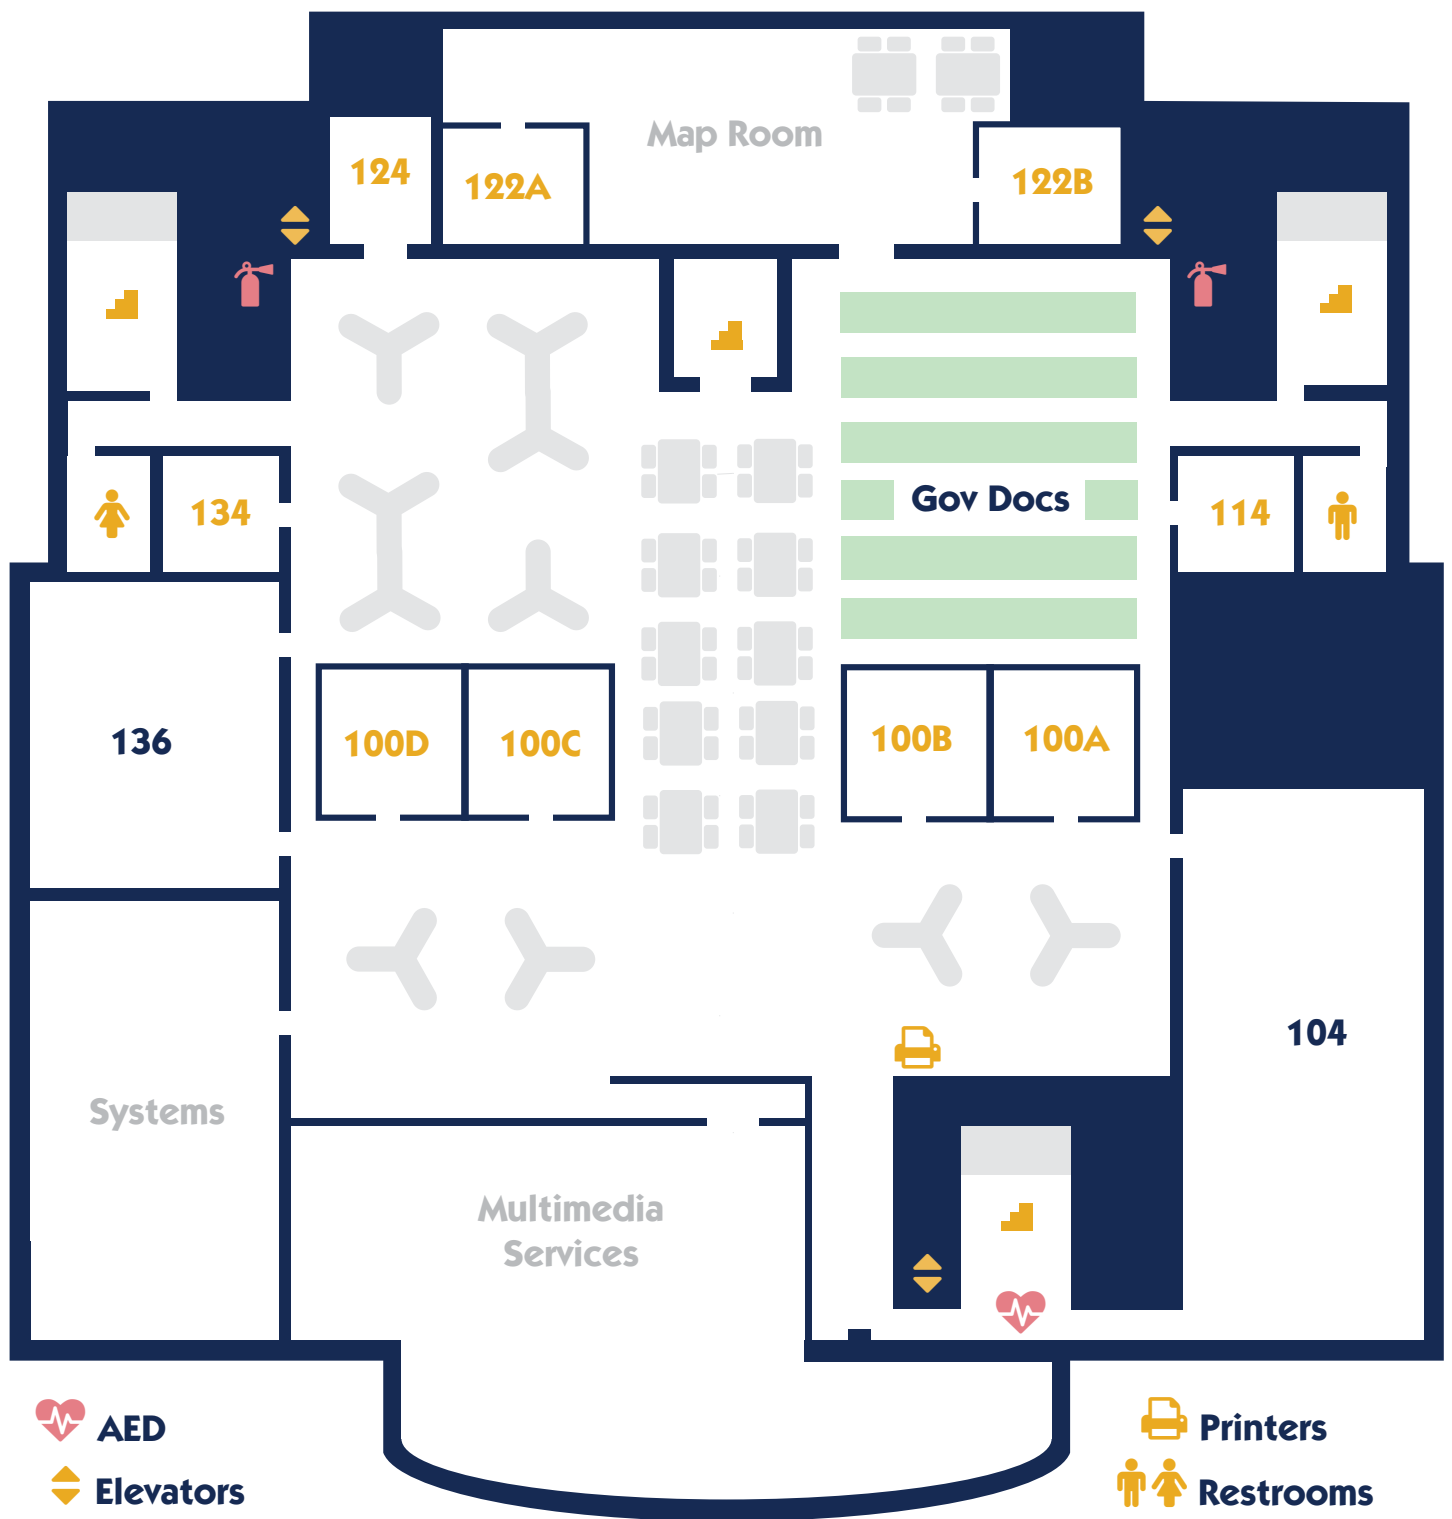 Map Room
124
122A
122B
Gov Docs
134
114
136
100D
100C
100B
100A
104
Systems
Multimedia
Services
AED
Printers
Elevators
Restrooms